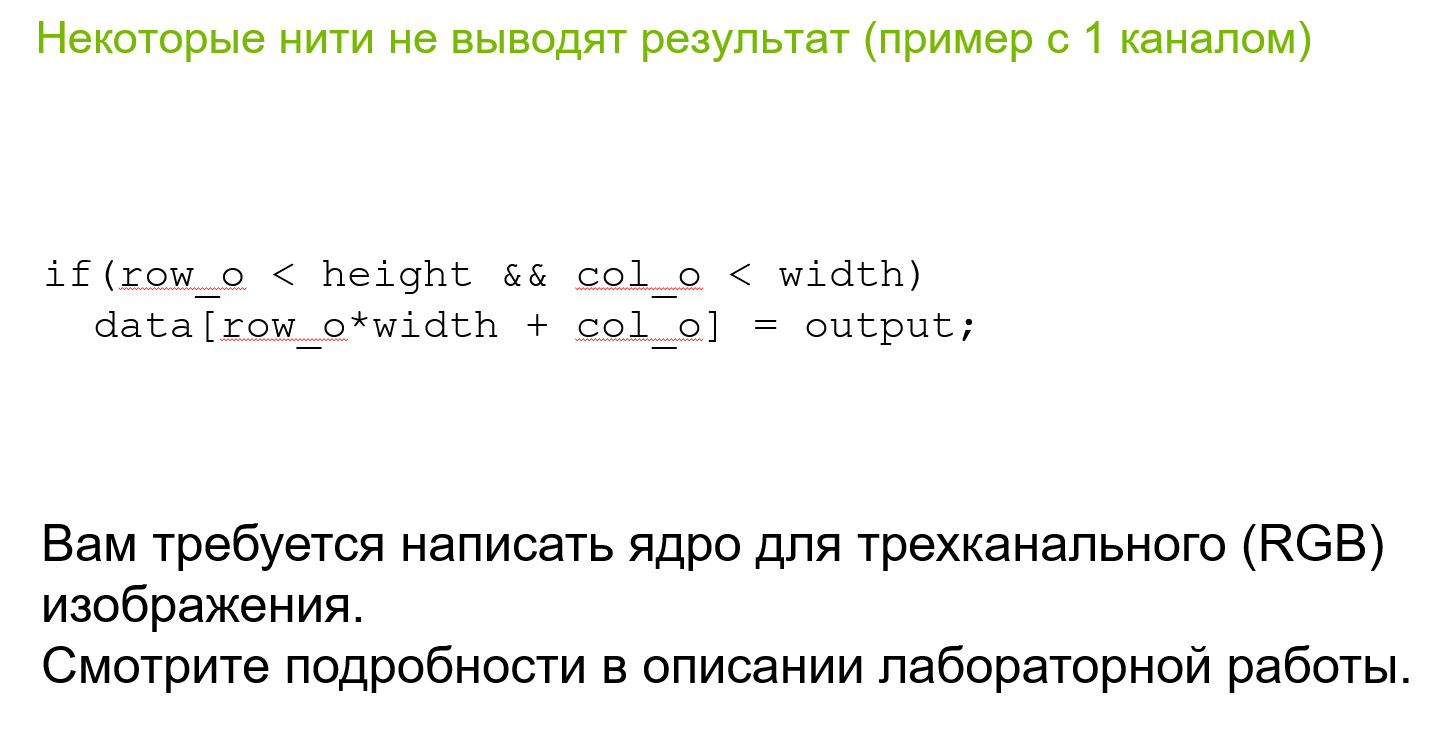 Некоторые нити не выводят результат (пример с 1 каналом)
if(row_o < height && col_o < width)
data[row_o*width + col_o] = output;
Вам требуется написать ядро для трехканального (RGB)
изображения.
Смотрите подробности в описании лабораторной работы.